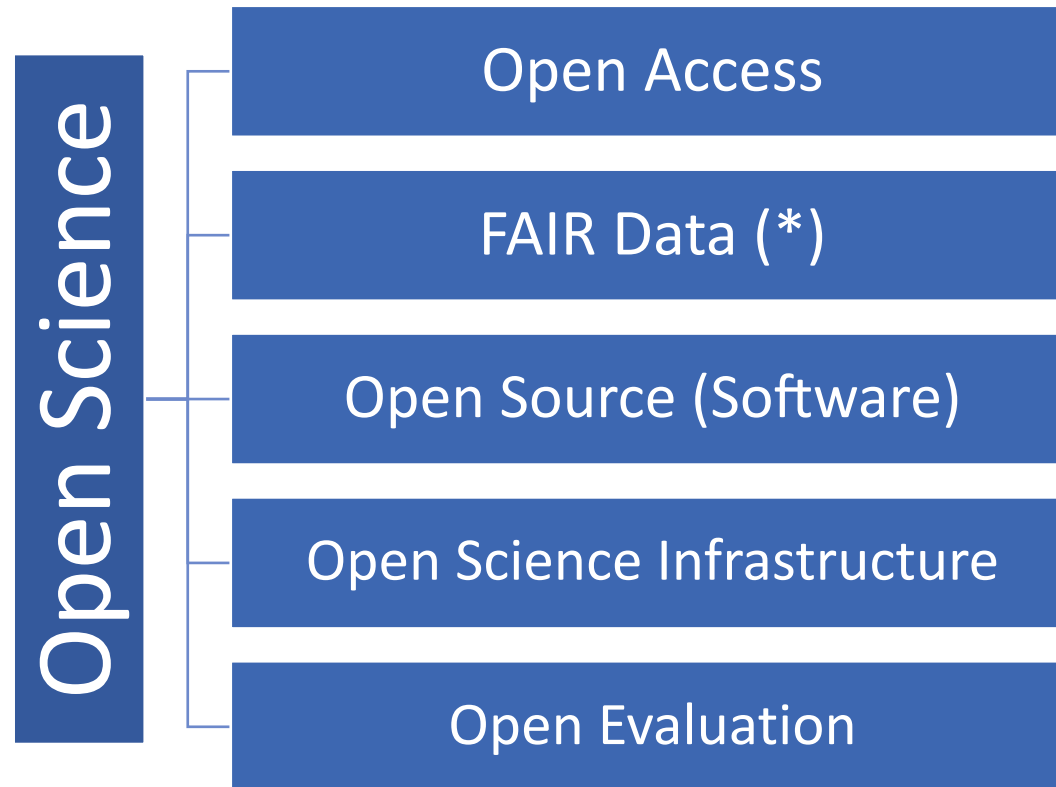 Open Science
Open Access
FAIR Data (*)
Open Source (Software)
Open Science Infrastructure
Open Evaluation